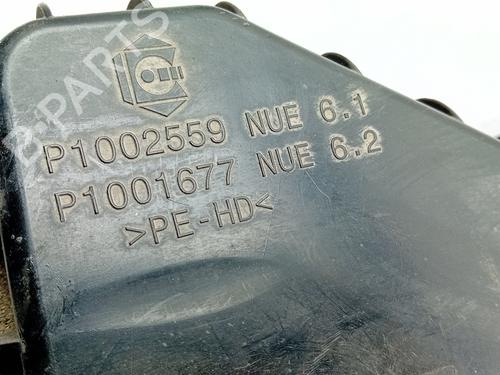 B-PARTS
P1002559 NUE 6.1
P1001677 NUE 6.2
>PE-HD<